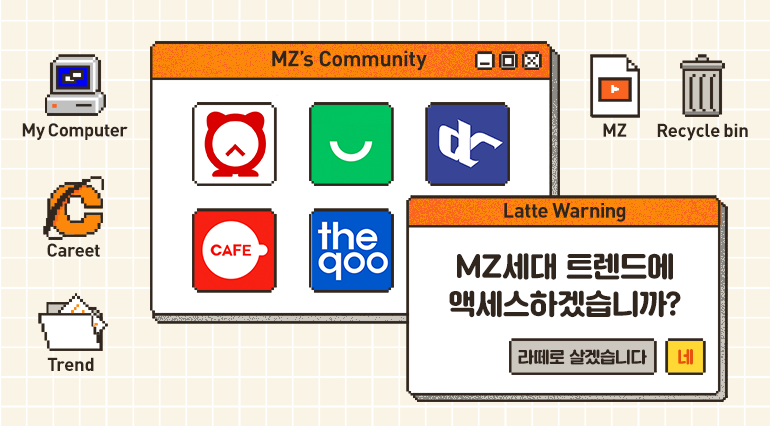 MZ's Community
My Computer
MZ
Recycle bin
Careet
Trend
CAFE
the
qoo
Latte Warning
MZ세대 트렌드에
액세스하겠습니까?
라떼로 살겠습니다
네